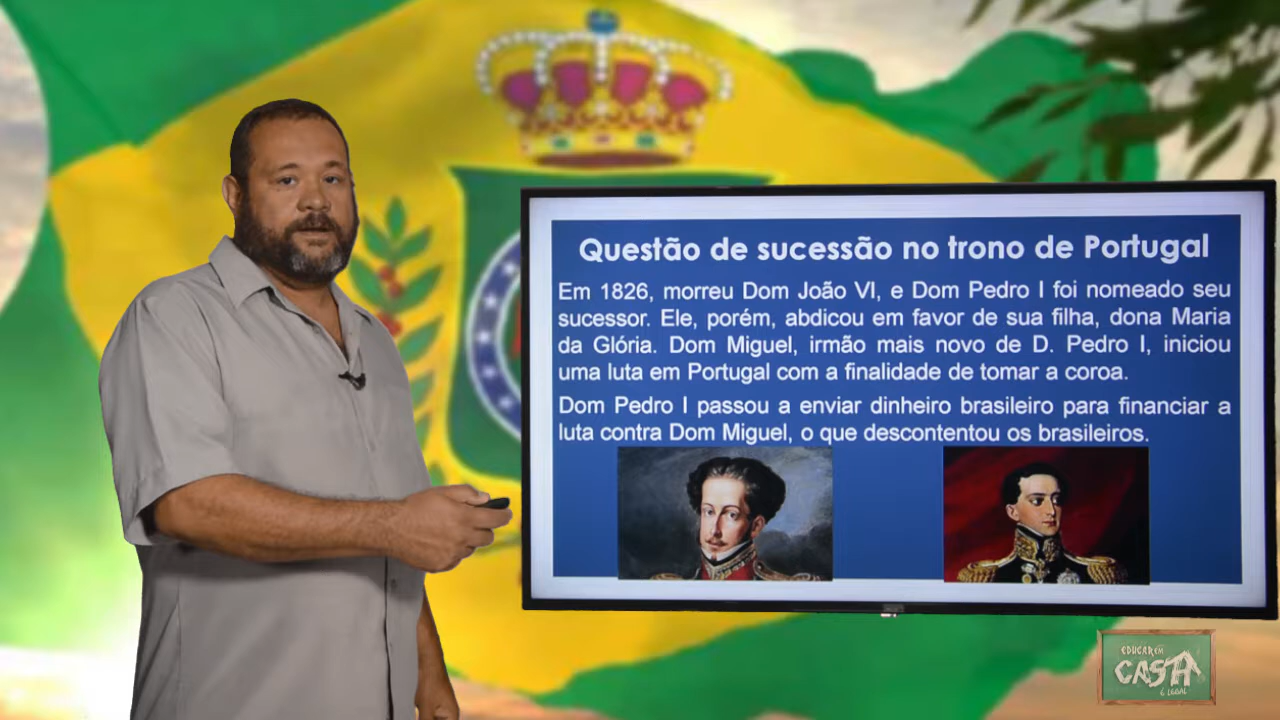 Questão de sucessão no trono de Portugal
Em 1826, morreu Dom João VI, e Dom Pedro I foi nomeado seu
sucessor. Ele, porém, abdicou em favor de sua filha, dona Maria
da Glória. Dom Miguel, irmão mais novo de D. Pedro I, iniciou
uma luta em Portugal com a finalidade de tomar a coroa.
Dom Pedro I passou a enviar dinheiro brasileiro para financiar a
luta contra Dom Miguel, o que descontentou os brasileiros.
EDUCAR EM
CASA
É LEGAL